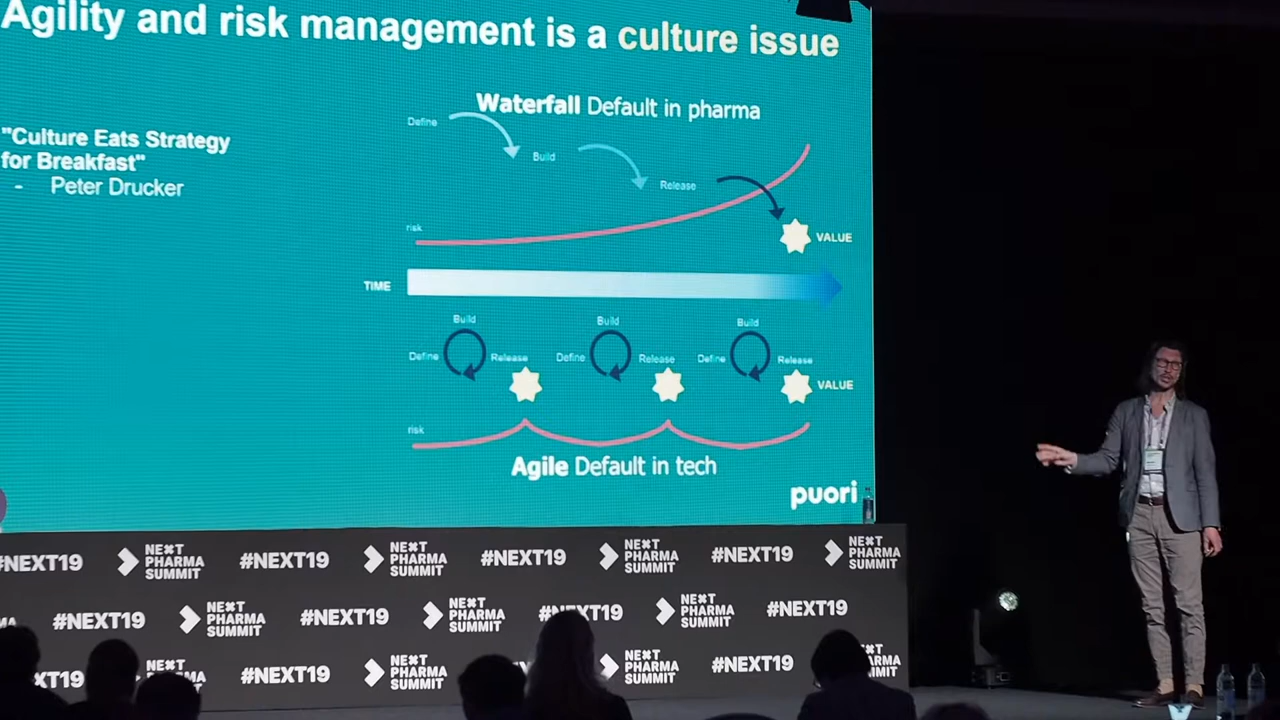 Agility and risk management is a culture issue
"Culture Eats Strategy
for Breakfast"
- Peter Drucker
Waterfall Default in pharma
Define
Build
Release
risk
VALUE
TIME
Build
Define
Release
Build
Define
Release
Build
Define
Release
VALUE
risk
Agile Default in tech
puori
#NEXT19
NEXT
PHARMA
SUMMIT
#NEXT19
NEXT
PHARMA
SUMMIT
#NEXT19
NEXT
PHARMA
SUMMIT
#NEXT19
NEXT
PHARMA
SUMMIT
#NEXT19
NEXT
PHARMA
SUMMIT
#NEXT19
NEXT
PHARMA
SUMMIT
#NEXT19
NEXT
PHARMA
SUMMIT
#NEXT19
XT19
NEXT
PHARMA
SUMMIT
#NEXT19
NEXT
PHARMA
SUMMIT
NEXT
PHARMA
SUMMIT
#NEXT19